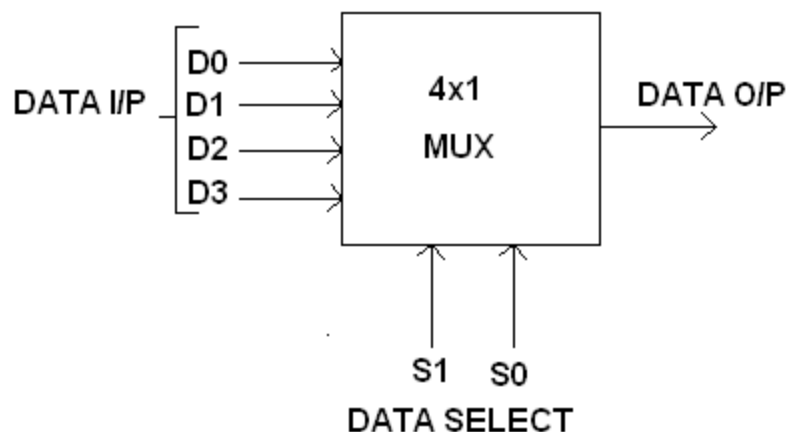 DATA I/P
D0
D1
D2
D3
4x1
MUX
DATA O/P
S1 S0
DATA SELECT